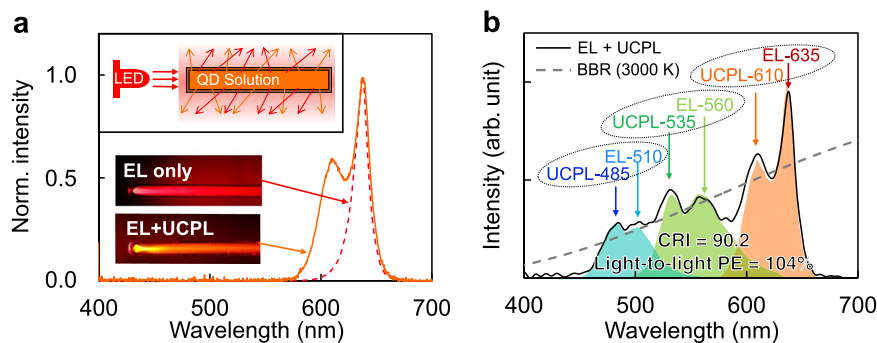 a
Norm. intensity
1.0
0.5
0.0
LED
QD Solution
EL only
EL+UCPL
400
500
600
700
Wavelength (nm)
b
Intensity (arb. unit)
EL + UCPL
BBR (3000 K)
EL-635
UCPL-610
EL-560
UCPL-535
EL-510
UCPL-485
CRI = 90.2
Light-to-light PE = 104%
400
500
600
700
Wavelength (nm)